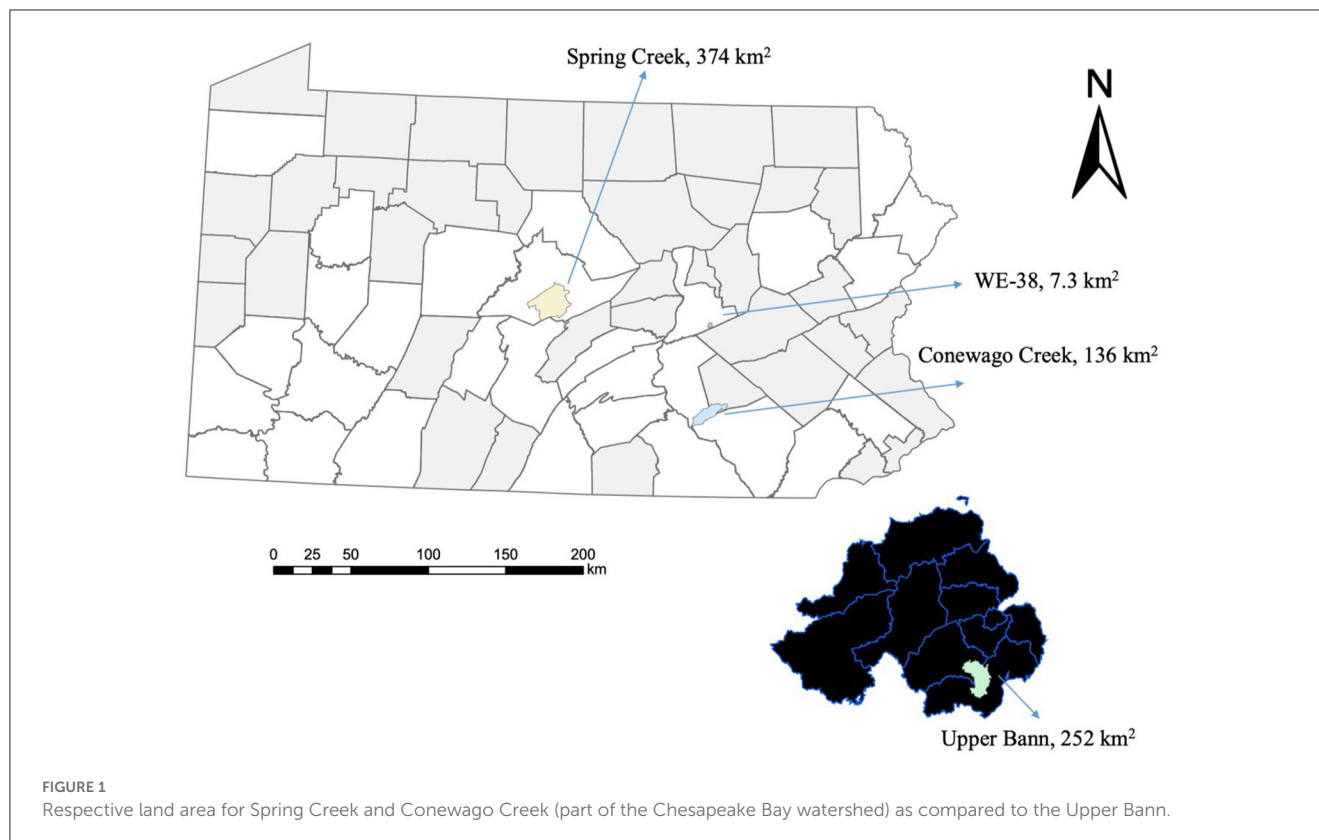 Spring Creek, 374 km²
N
WE-38, 7.3 km²
Conewago Creek, 136 km²
0 25 50 100 150 200
km
Upper Bann, 252 km²
FIGURE 1
Respective land area for Spring Creek and Conewago Creek (part of the Chesapeake Bay watershed) as compared to the Upper Bann.